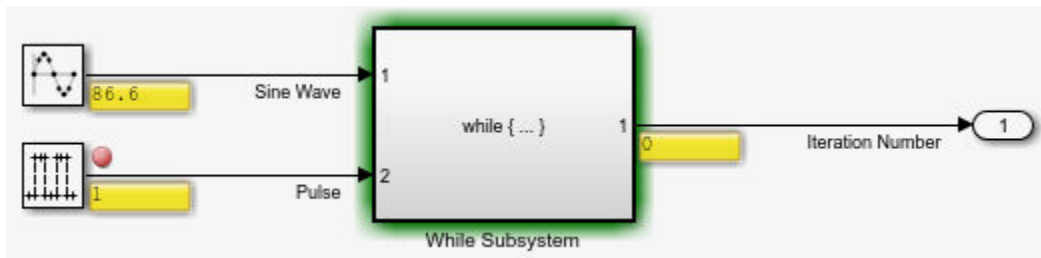 86.6
Sine Wave
1
while { ... }
1
0
Iteration Number
1
1
Pulse
2
While Subsystem